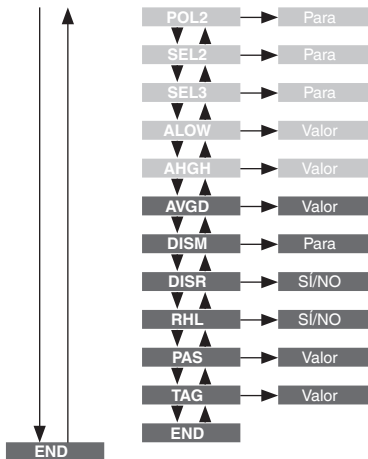 POL2 Para
SEL2 Para
SEL3 Para
ALOW Valor
AHGH Valor
AVGD Valor
DISM Para
DISR SÍ/NO
RHL SÍ/NO
PAS Valor
TAG Valor
END
END